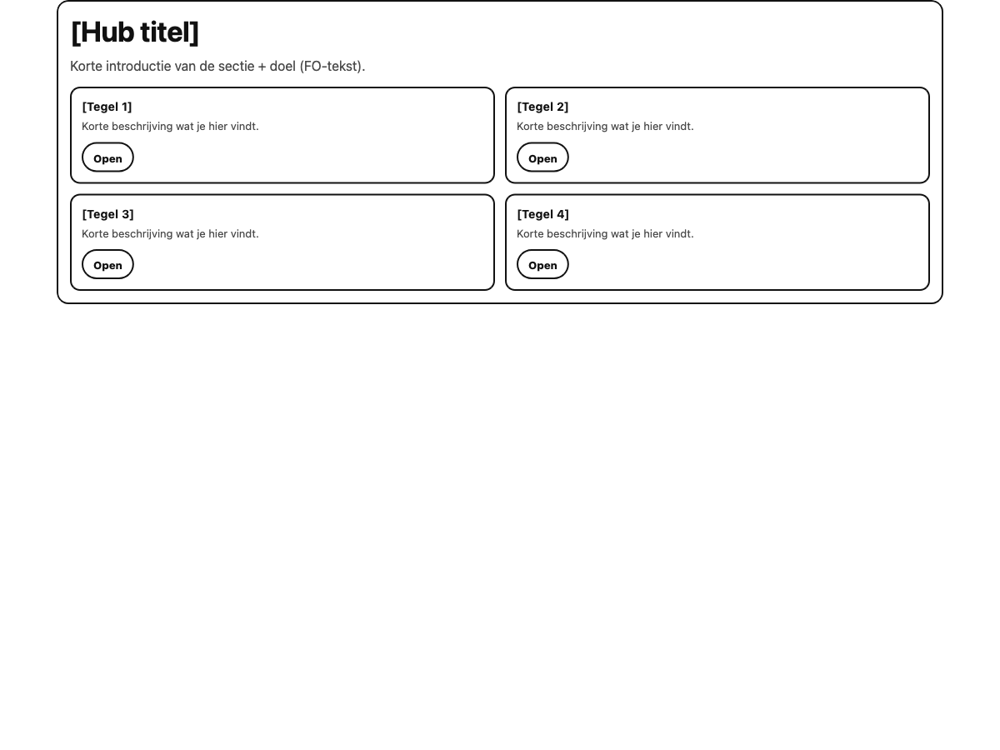 [Hub titel]
Korte introductie van de sectie + doel (FO-tekst).
[Tegel 1]
Korte beschrijving wat je hier vindt.
Open
[Tegel 2]
Korte beschrijving wat je hier vindt.
Open
[Tegel 3]
Korte beschrijving wat je hier vindt.
Open
[Tegel 4]
Korte beschrijving wat je hier vindt.
Open